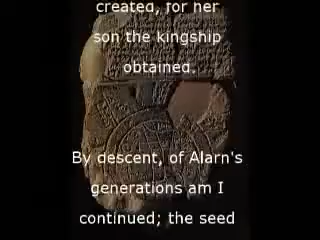 created, for her
son the kingship
obtained.
By descent, of Alarn's
generations am I
continued; the seed